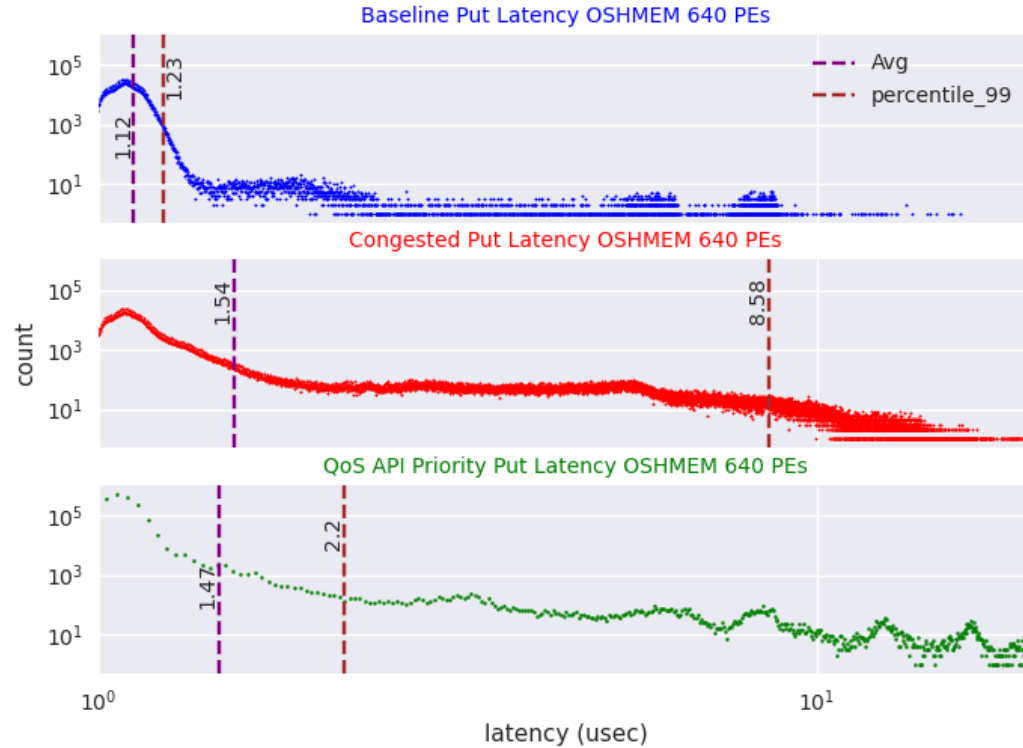 Baseline Put Latency OSHMEM 640 PEs
10^5
10^3
10^1
1.12
1.23
Avg
percentile_99
Congested Put Latency OSHMEM 640 PEs
count
10^5
10^3
10^1
1.54
8.58
QoS API Priority Put Latency OSHMEM 640 PEs
10^5
10^3
10^1
1.47
2.2
10^0
10^1
latency (usec)